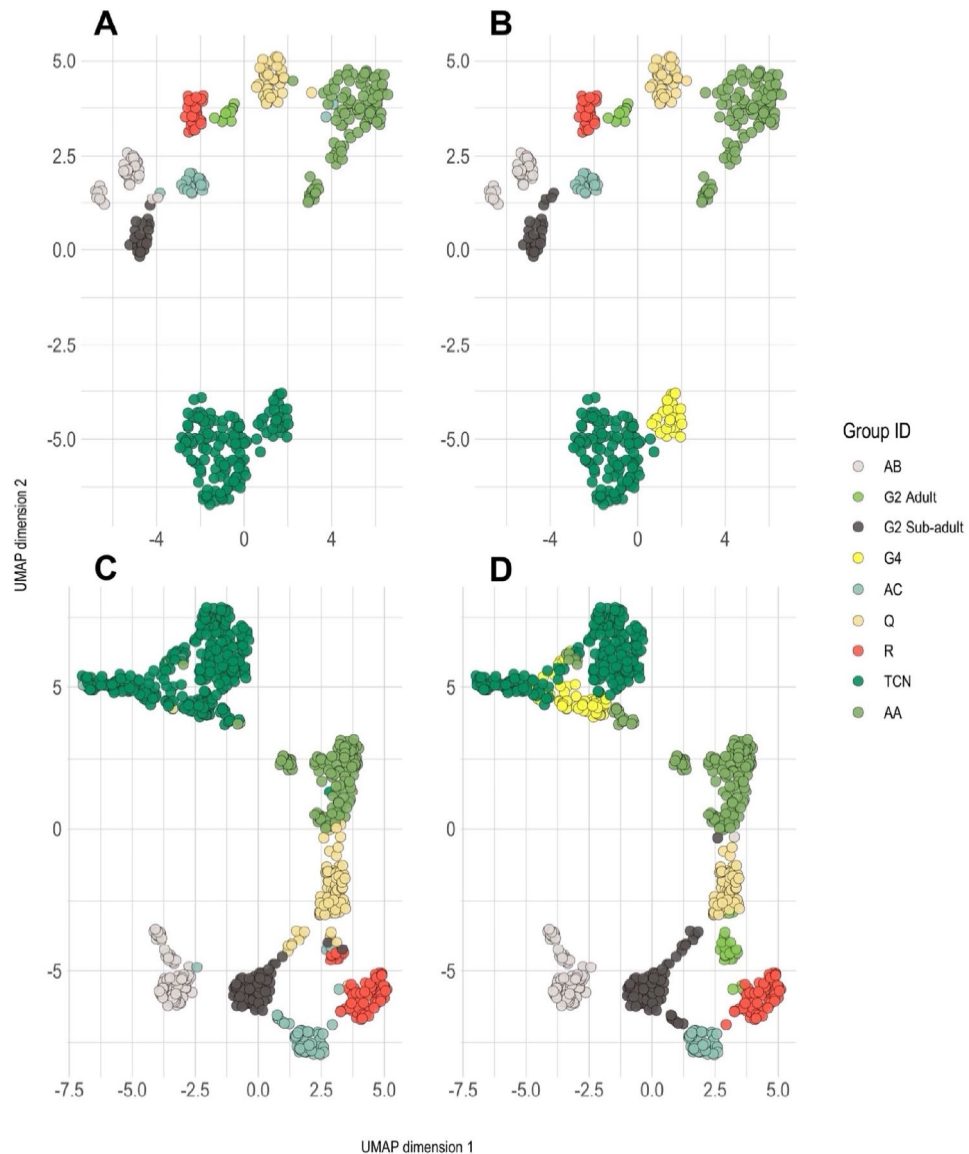 A
B
5.0
2.5
0.0
-2.5
-5.0
5.0
2.5
0.0
-2.5
-5.0
-4
0
4
-4
0
4
UMAP dimension 2
C
D
5
0
-5
5
0
-5
-7.5
-5.0
-2.5
0.0
2.5
5.0
-7.5
-5.0
-2.5
0.0
2.5
5.0
UMAP dimension 1
Group ID
AB
G2 Adult
G2 Sub-adult
G4
AC
Q
R
TCN
AA